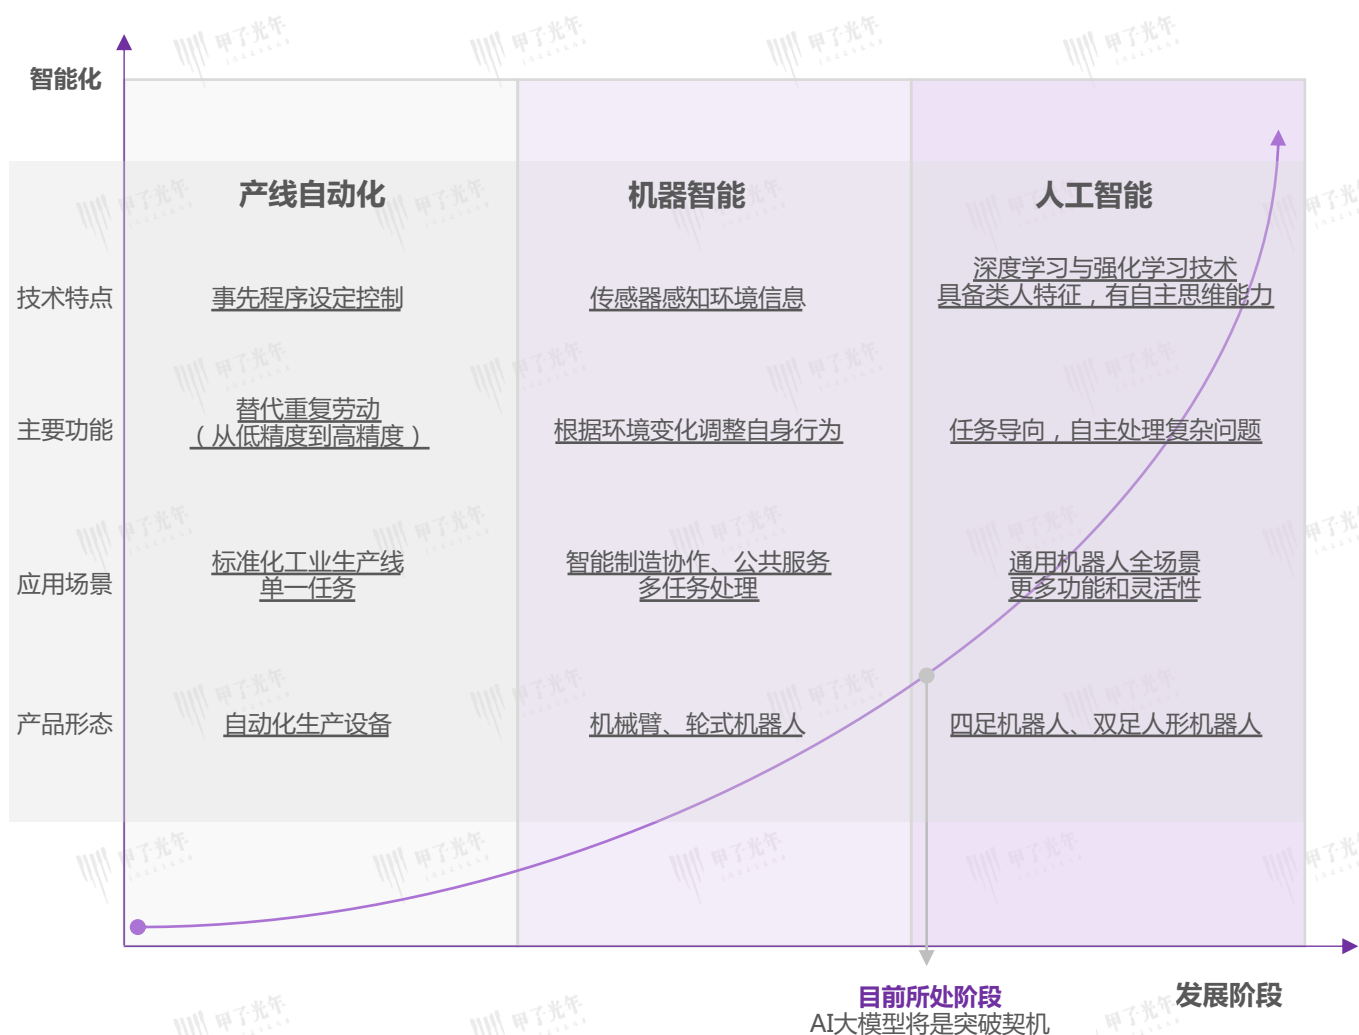 智能化
产线自动化
机器智能
人工智能
技术特点
事先程序设定控制
传感器感知环境信息
深度学习与强化学习技术
具备类人特征，有自主思维能力
主要功能
替代重复劳动
（从低精度到高精度）
根据环境变化调整自身行为
任务导向，自主处理复杂问题
应用场景
标准化工业生产线
单一任务
智能制造协作、公共服务
多任务处理
通用机器人全场景
更多功能和灵活性
产品形态
自动化生产设备
机械臂、轮式机器人
四足机器人、双足人形机器人
目前所处阶段
AI大模型将是突破契机
发展阶段
甲子光年